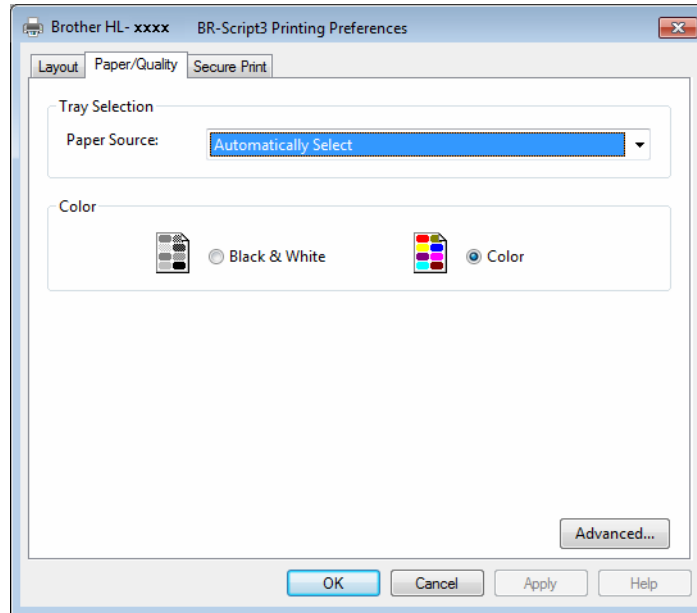 Brother HL- xxxx BR-Script3 Printing Preferences
Layout Paper/Quality Secure Print
Tray Selection
Paper Source: Automatically Select
Color
Black & White Color
Advanced...
OK Cancel Apply Help